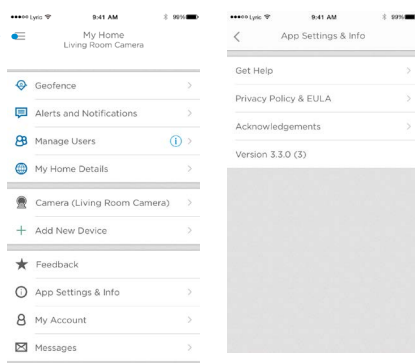 Lyric 9:41 AM 99%
My Home
Living Room Camera
Geofence
Alerts and Notifications
Manage Users
My Home Details
Camera (Living Room Camera)
Add New Device
Feedback
App Settings & Info
My Account
Messages
Lyric 9:41 AM 99%
App Settings & Info
Get Help
Privacy Policy & EULA
Acknowledgements
Version 3.3.0 (3)